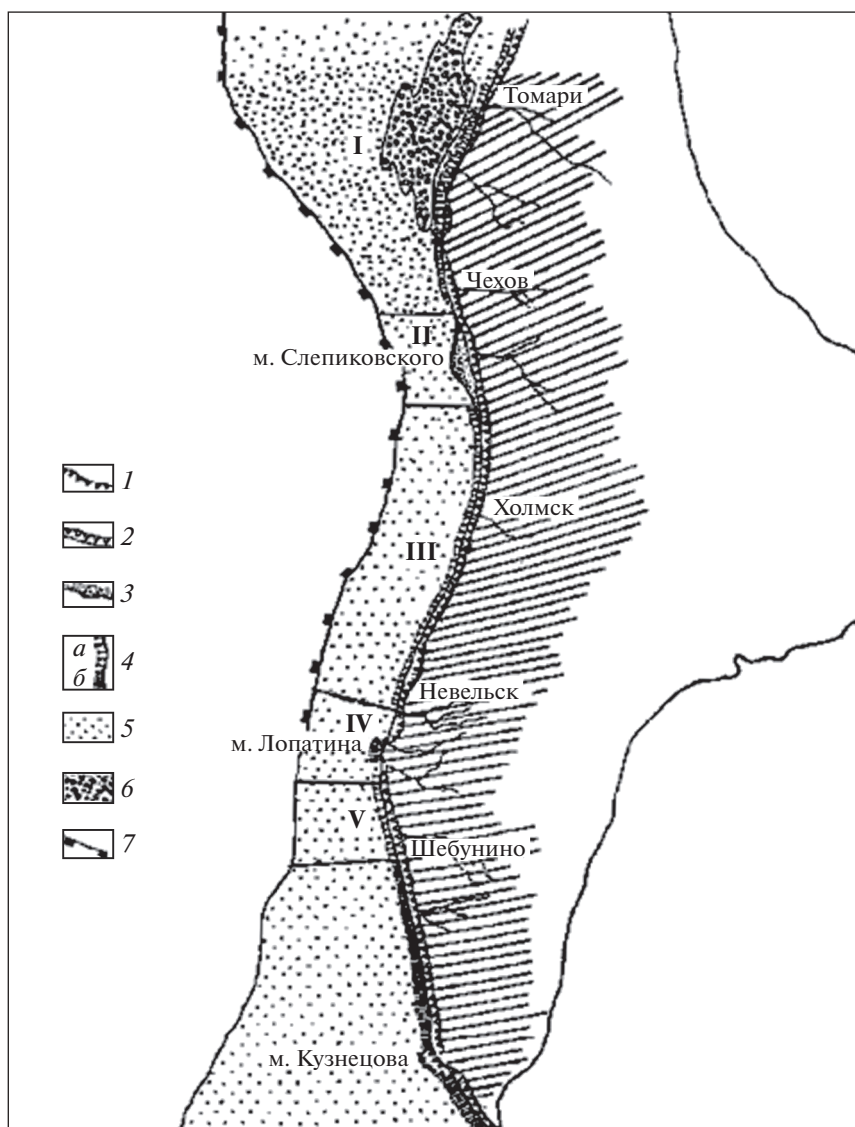 Томари
I
Чехов
II
м. Слепиковского
1
2
Холмск
III
3
а
б
4
Невельск
IV
м. Лопатина
5
6
V
Шебунино
7
м. Кузнецова